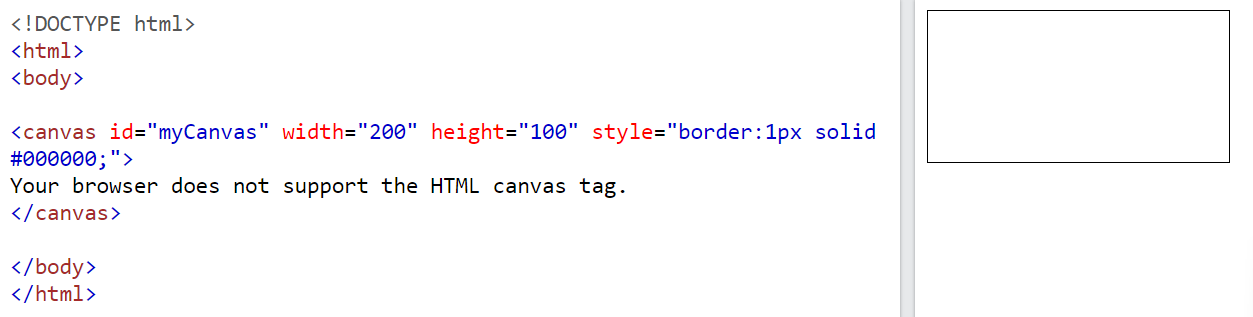 <!DOCTYPE html>
<html>
<body>
<canvas id="myCanvas" width="200" height="100" style="border:1px solid
#000000;">
Your browser does not support the HTML canvas tag.
</canvas>
</body>
</html>